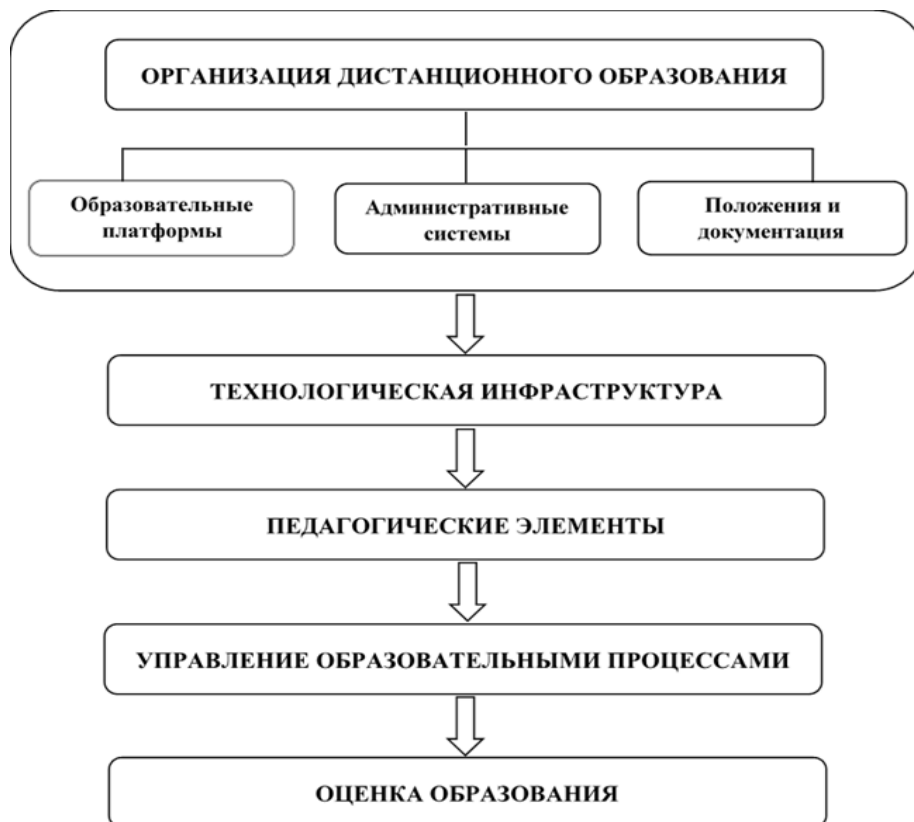 ОРГАНИЗАЦИЯ ДИСТАНЦИОННОГО ОБРАЗОВАНИЯ
Образовательные
платформы
Административные
системы
Положения и
документация
ТЕХНОЛОГИЧЕСКАЯ ИНФРАСТРУКТУРА
ПЕДАГОГИЧЕСКИЕ ЭЛЕМЕНТЫ
УПРАВЛЕНИЕ ОБРАЗОВАТЕЛЬНЫМИ ПРОЦЕССАМИ
ОЦЕНКА ОБРАЗОВАНИЯ